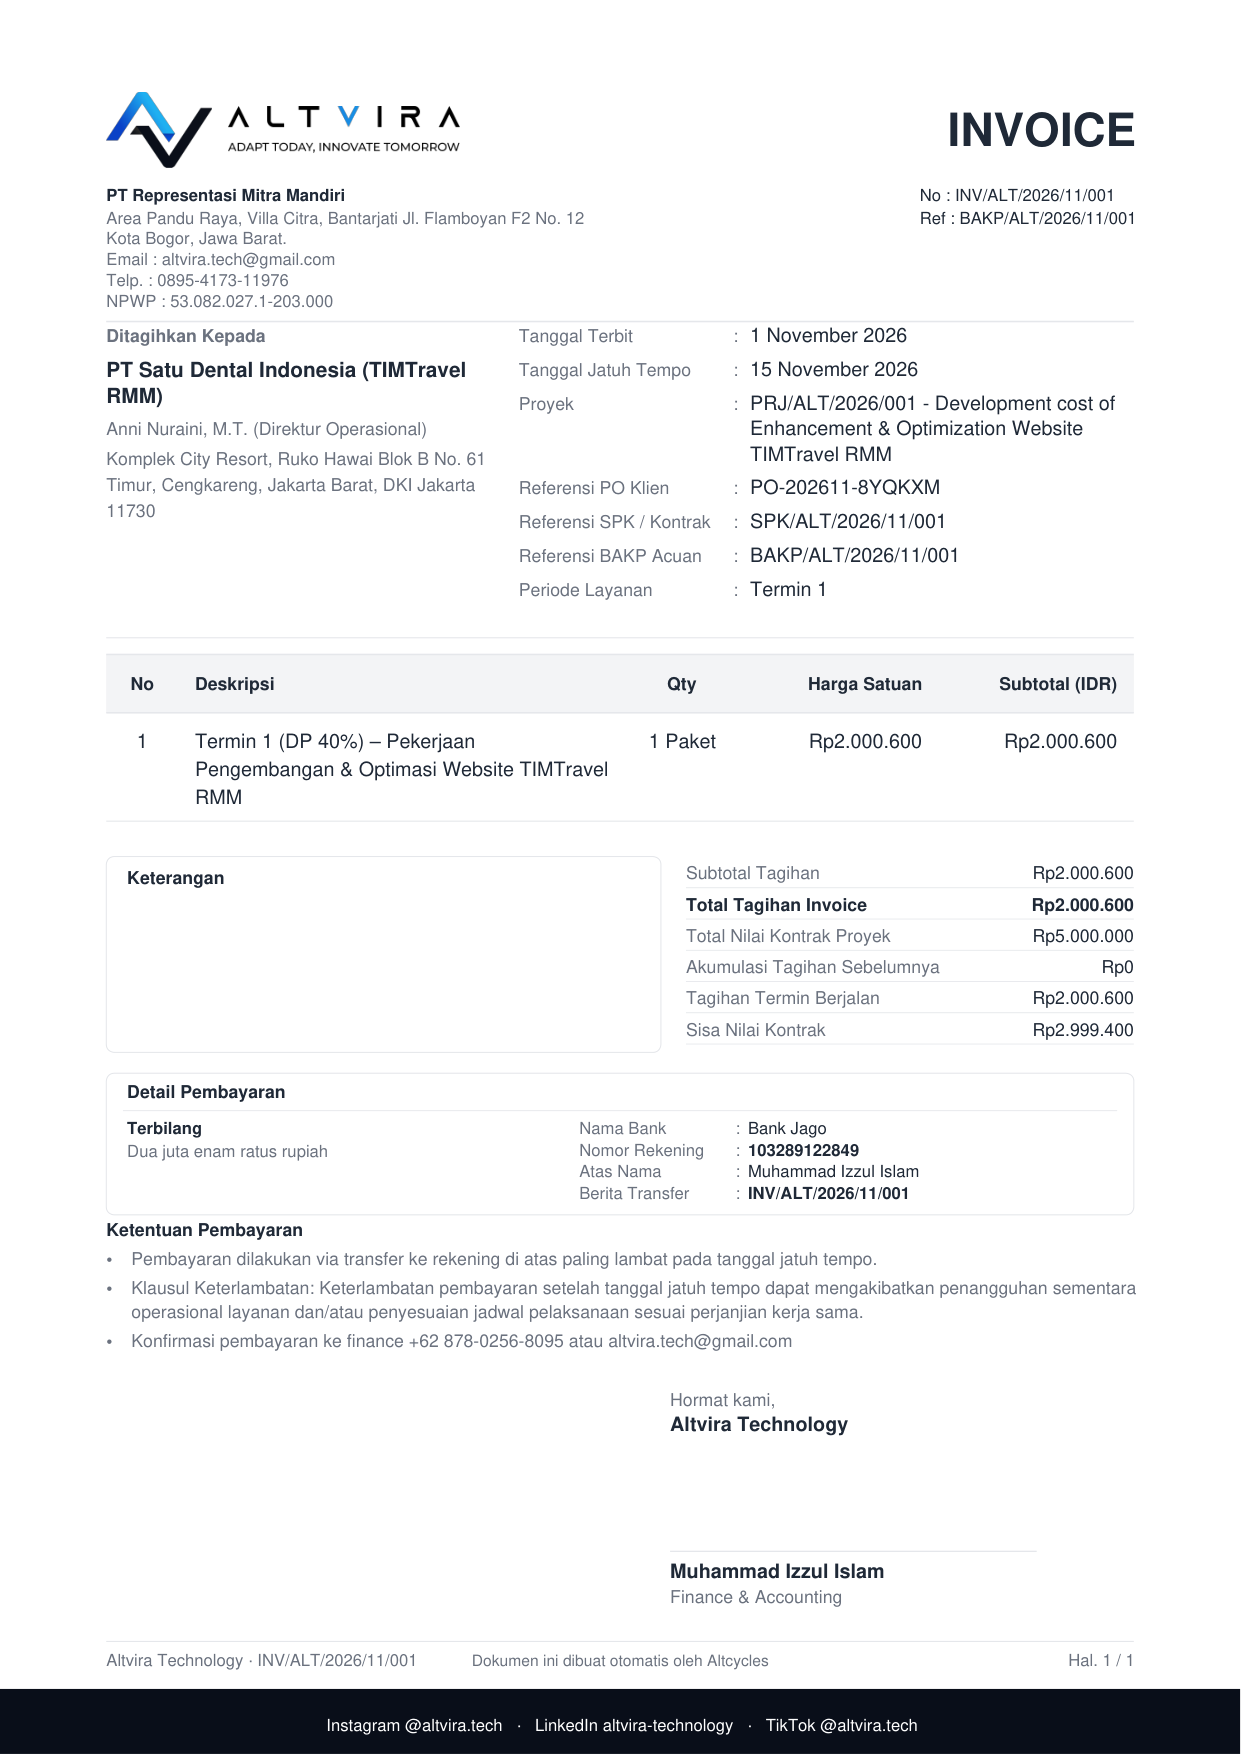 ALTVIRA
ADAPT TODAY, INNOVATE TOMORROW
INVOICE
PT Representasi Mitra Mandiri
Area Pandu Raya, Villa Citra, Bantarjati Jl. Flamboyan F2 No. 12
Kota Bogor, Jawa Barat.
Email : altvira.tech@gmail.com
Telp. : 0895-4173-11976
NPWP : 53.082.027.1-203.000
No : INV/ALT/2026/11/001
Ref : BAKP/ALT/2026/11/001
Ditagihkan Kepada
PT Satu Dental Indonesia (TIMTravel
RMM)
Anni Nuraini, M.T. (Direktur Operasional)
Komplek City Resort, Ruko Hawai Blok B No. 61
Timur, Cengkareng, Jakarta Barat, DKI Jakarta
11730
Tanggal Terbit : 1 November 2026
Tanggal Jatuh Tempo : 15 November 2026
Proyek : PRJ/ALT/2026/001 - Development cost of
Enhancement & Optimization Website
TIMTravel RMM
Referensi PO Klien : PO-202611-8YQKXM
Referensi SPK / Kontrak : SPK/ALT/2026/11/001
Referensi BAKP Acuan : BAKP/ALT/2026/11/001
Periode Layanan : Termin 1
No Deskripsi Qty Harga Satuan Subtotal (IDR)
1 Termin 1 (DP 40%) – Pekerjaan 1 Paket Rp2.000.600 Rp2.000.600
Pengembangan & Optimasi Website TIMTravel
RMM
Keterangan
Subtotal Tagihan Rp2.000.600
Total Tagihan Invoice Rp2.000.600
Total Nilai Kontrak Proyek Rp5.000.000
Akumulasi Tagihan Sebelumnya Rp0
Tagihan Termin Berjalan Rp2.000.600
Sisa Nilai Kontrak Rp2.999.400
Detail Pembayaran
Terbilang
Dua juta enam ratus rupiah
Nama Bank : Bank Jago
Nomor Rekening : 103289122849
Atas Nama : Muhammad Izzul Islam
Berita Transfer : INV/ALT/2026/11/001
Ketentuan Pembayaran
• Pembayaran dilakukan via transfer ke rekening di atas paling lambat pada tanggal jatuh tempo.
• Klausul Keterlambatan: Keterlambatan pembayaran setelah tanggal jatuh tempo dapat mengakibatkan penangguhan sementara
operasional layanan dan/atau penyesuaian jadwal pelaksanaan sesuai perjanjian kerja sama.
• Konfirmasi pembayaran ke finance +62 878-0256-8095 atau altvira.tech@gmail.com
Hormat kami,
Altvira Technology
Muhammad Izzul Islam
Finance & Accounting
Altvira Technology · INV/ALT/2026/11/001 Dokumen ini dibuat otomatis oleh Altcycles Hal. 1 / 1
Instagram @altvira.tech · LinkedIn altvira-technology · TikTok @altvira.tech